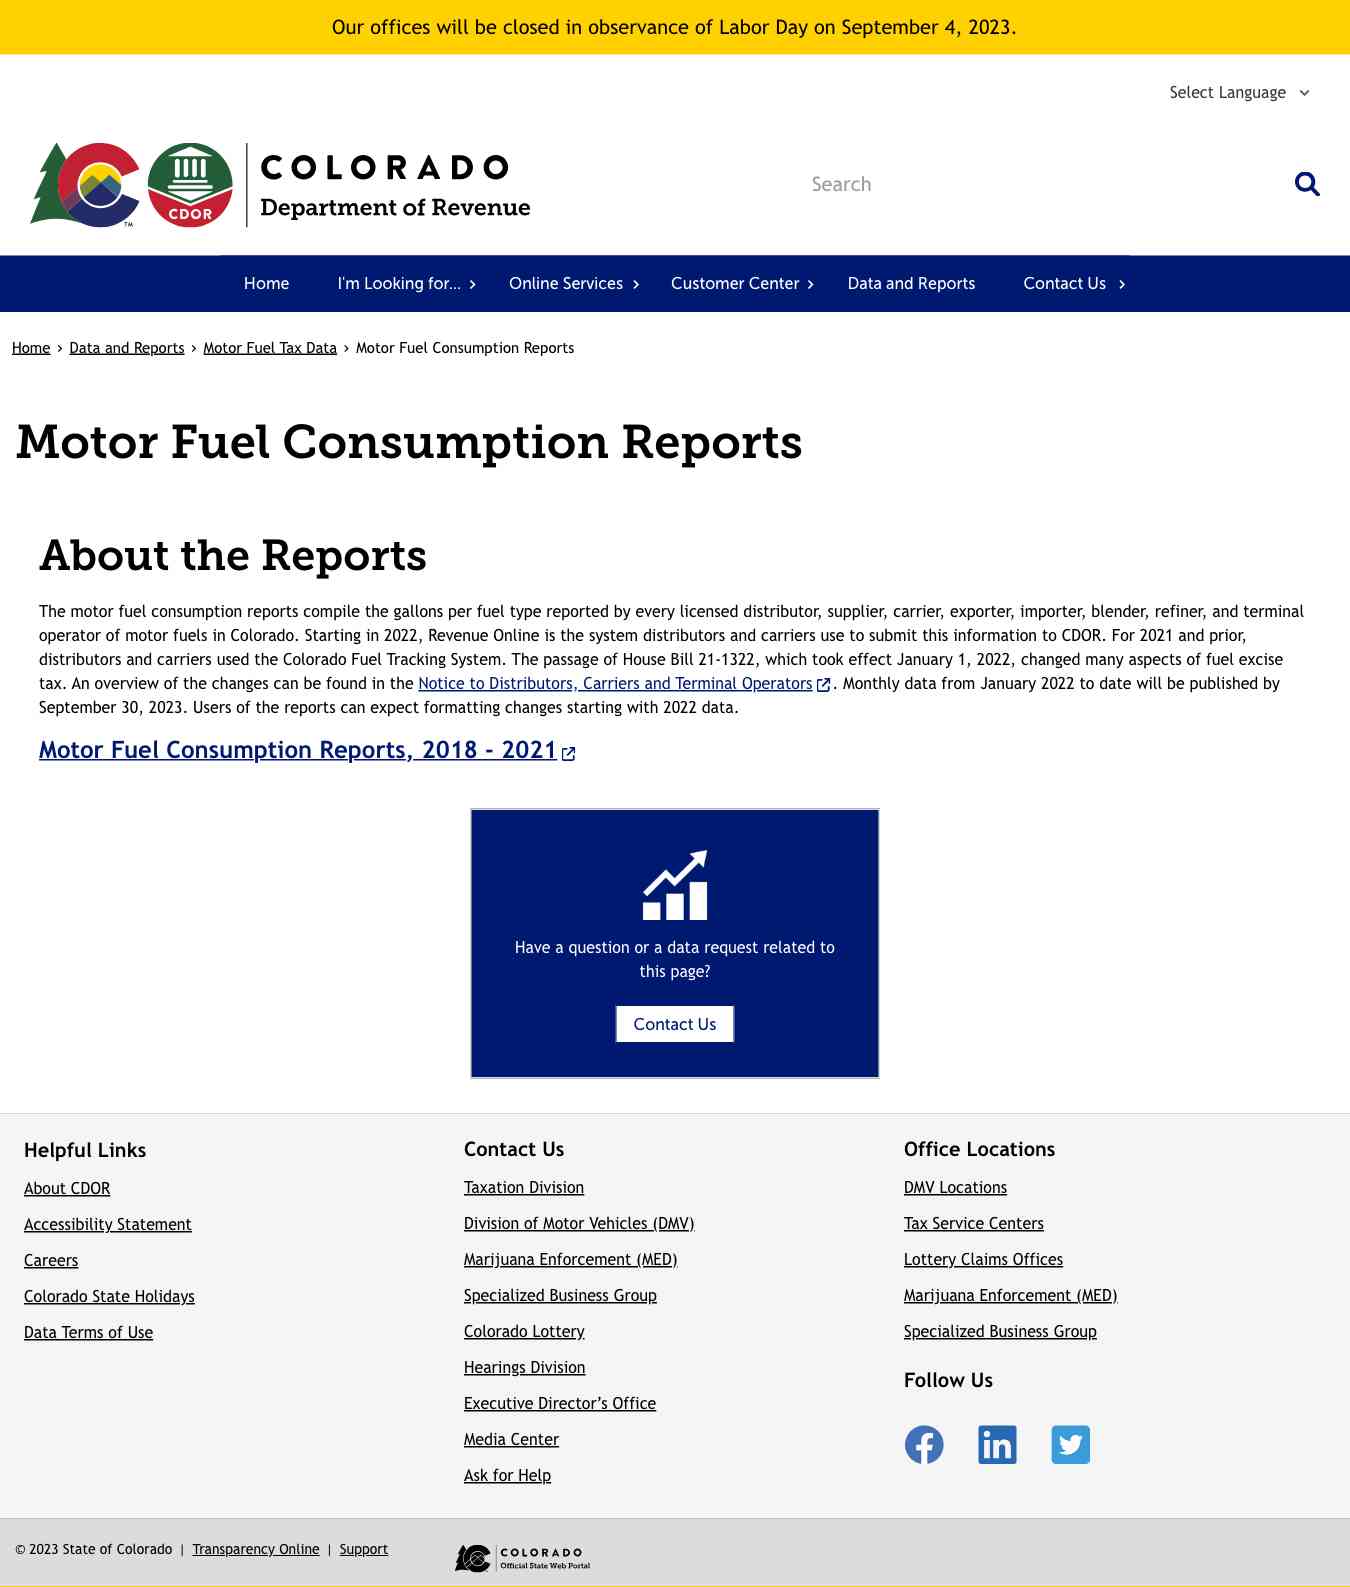 Our offices will be closed in observance of Labor Day on September 4, 2023.
Select Language
CDOR
TM
COLORADO
Department of Revenue
Search
Home I'm Looking for... Online Services Customer Center Data and Reports Contact Us
Home › Data and Reports › Motor Fuel Tax Data › Motor Fuel Consumption Reports
Motor Fuel Consumption Reports
About the Reports
The motor fuel consumption reports compile the gallons per fuel type reported by every licensed distributor, supplier, carrier, exporter, importer, blender, refiner, and terminal
operator of motor fuels in Colorado. Starting in 2022, Revenue Online is the system distributors and carriers use to submit this information to CDOR. For 2021 and prior,
distributors and carriers used the Colorado Fuel Tracking System. The passage of House Bill 21-1322, which took effect January 1, 2022, changed many aspects of fuel excise
tax. An overview of the changes can be found in the Notice to Distributors, Carriers and Terminal Operators. Monthly data from January 2022 to date will be published by
September 30, 2023. Users of the reports can expect formatting changes starting with 2022 data.
Motor Fuel Consumption Reports, 2018 - 2021
Have a question or a data request related to
this page?
Contact Us
Helpful Links
About CDOR
Accessibility Statement
Careers
Colorado State Holidays
Data Terms of Use
Contact Us
Taxation Division
Division of Motor Vehicles (DMV)
Marijuana Enforcement (MED)
Specialized Business Group
Colorado Lottery
Hearings Division
Executive Director's Office
Media Center
Ask for Help
Office Locations
DMV Locations
Tax Service Centers
Lottery Claims Offices
Marijuana Enforcement (MED)
Specialized Business Group
Follow Us
© 2023 State of Colorado | Transparency Online | Support
COLORADO
Official State Web Portal